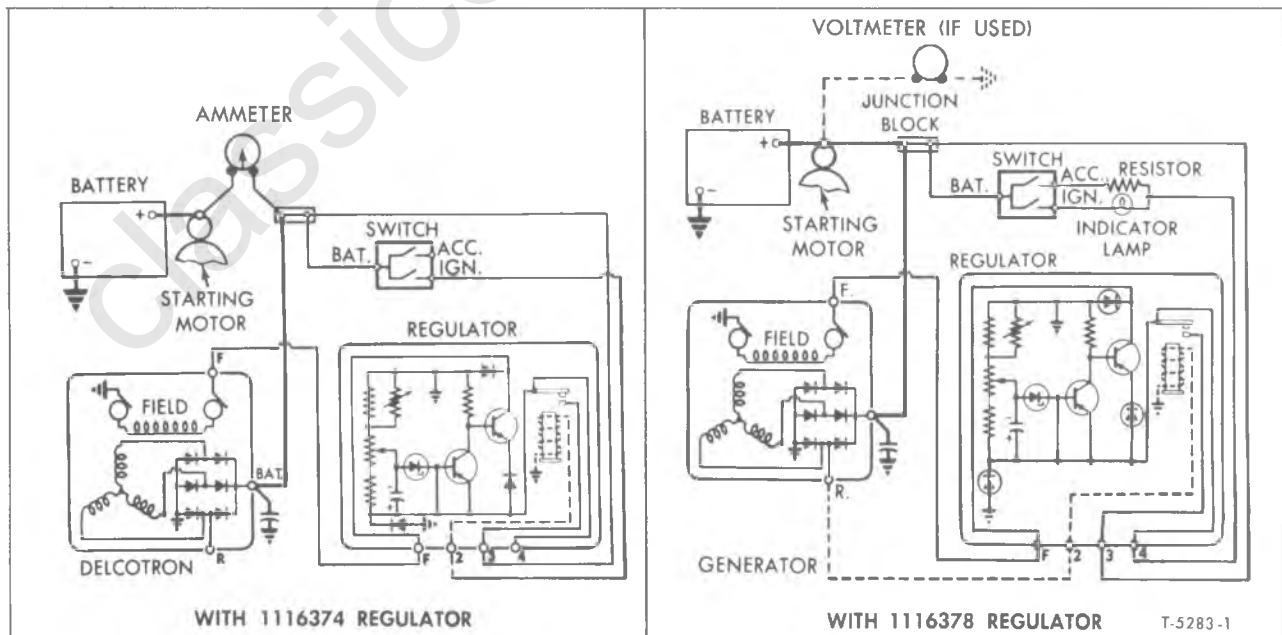 classic
AMMETER
BATTERY
+
-
STARTING
MOTOR
SWITCH
BAT.
ACC.
IGN.
REGULATOR
F
FIELD
BAT.
R
DELCOTRON
F
2
3
4
WITH 1116374 REGULATOR
VOLTMETER (IF USED)
JUNCTION
BLOCK
BATTERY
+
-
STARTING
MOTOR
SWITCH
BAT.
ACC.
IGN.
RESISTOR
INDICATOR
LAMP
REGULATOR
F.
FIELD
R.
GENERATOR
F
2
3
4
WITH 1116378 REGULATOR
T-5283-1